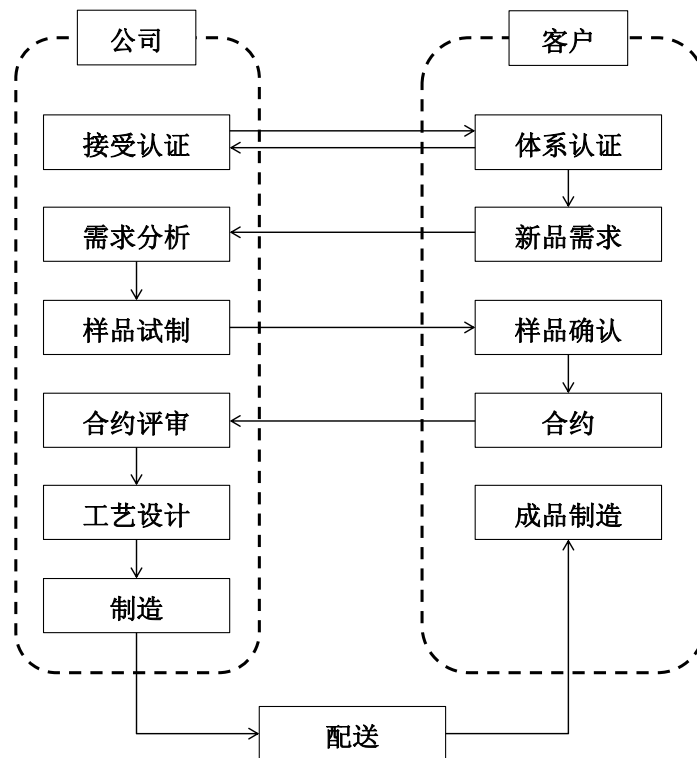 公司
客户
接受认证
体系认证
需求分析
新品需求
样品试制
样品确认
合约评审
合约
工艺设计
成品制造
制造
配送